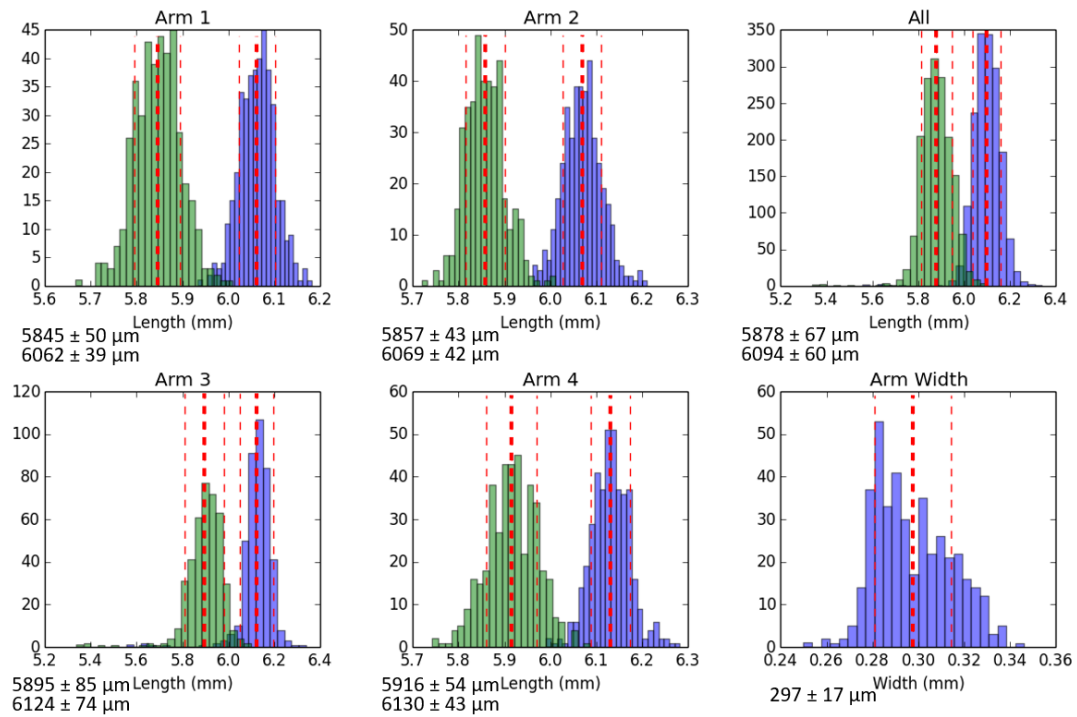 Arm 1
45
40
35
30
25
20
15
10
5
0
5.6 5.7 5.8 5.9 6.0 6.1 6.2
Length (mm)
5845 ± 50 µm
6062 ± 39 µm
Arm 2
50
40
30
20
10
0
5.7 5.8 5.9 6.0 6.1 6.2 6.3
Length (mm)
5857 ± 43 µm
6069 ± 42 µm
All
350
300
250
200
150
100
50
0
5.2 5.4 5.6 5.8 6.0 6.2 6.4
Length (mm)
5878 ± 67 µm
6094 ± 60 µm
Arm 3
120
100
80
60
40
20
0
5.2 5.4 5.6 5.8 6.0 6.2 6.4
Length (mm)
5895 ± 85 µm
6124 ± 74 µm
Arm 4
60
50
40
30
20
10
0
5.7 5.8 5.9 6.0 6.1 6.2 6.3
Length (mm)
5916 ± 54 µm
6130 ± 43 µm
Arm Width
60
50
40
30
20
10
0
0.24 0.26 0.28 0.30 0.32 0.34 0.36
Width (mm)
297 ± 17 µm